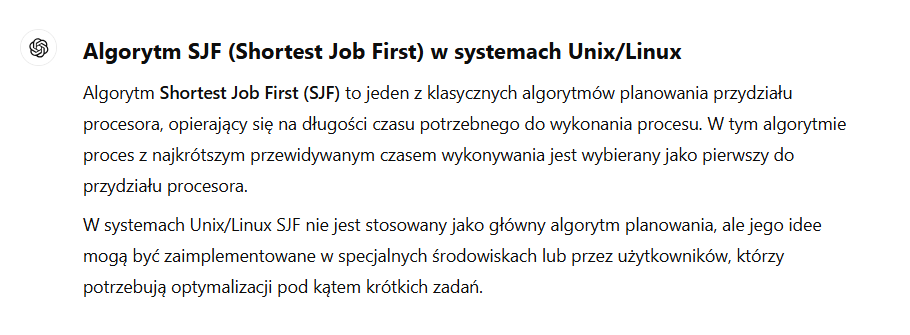 Algorytm SJF (Shortest Job First) w systemach Unix/Linux
Algorytm Shortest Job First (SJF) to jeden z klasycznych algorytmów planowania przydziału
procesora, opierający się na długości czasu potrzebnego do wykonania procesu. W tym algorytmie
proces z najkrótszym przewidywanym czasem wykonywania jest wybierany jako pierwszy do
przydziału procesora.
W systemach Unix/Linux SJF nie jest stosowany jako główny algorytm planowania, ale jego idee
mogą być zaimplementowane w specjalnych środowiskach lub przez użytkowników, którzy
potrzebują optymalizacji pod kątem krótkich zadań.